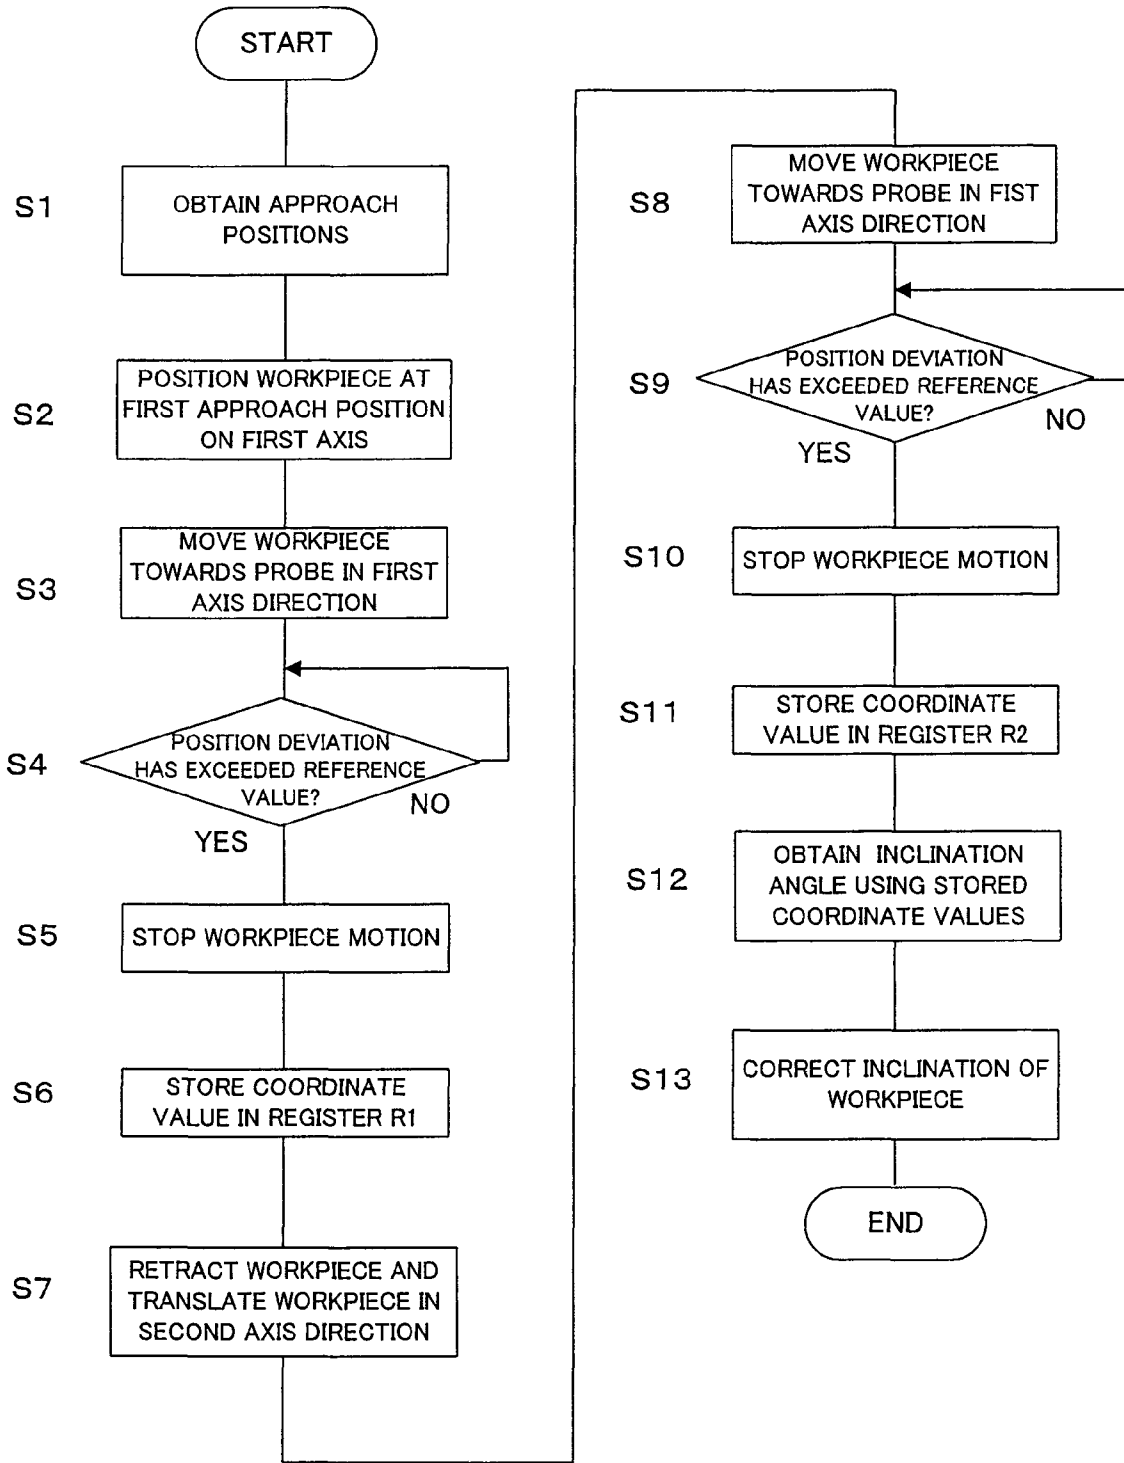 START
S1
OBTAIN APPROACH
POSITIONS
S2
POSITION WORKPIECE AT
FIRST APPROACH POSITION
ON FIRST AXIS
S3
MOVE WORKPIECE
TOWARDS PROBE IN FIRST
AXIS DIRECTION
S4
POSITION DEVIATION
HAS EXCEEDED REFERENCE
VALUE?
NO
YES
S5
STOP WORKPIECE MOTION
S6
STORE COORDINATE
VALUE IN REGISTER R1
S7
RETRACT WORKPIECE AND
TRANSLATE WORKPIECE IN
SECOND AXIS DIRECTION
S8
MOVE WORKPIECE
TOWARDS PROBE IN FIST
AXIS DIRECTION
S9
POSITION DEVIATION
HAS EXCEEDED REFERENCE
VALUE?
NO
YES
S10
STOP WORKPIECE MOTION
S11
STORE COORDINATE
VALUE IN REGISTER R2
S12
OBTAIN INCLINATION
ANGLE USING STORED
COORDINATE VALUES
S13
CORRECT INCLINATION OF
WORKPIECE
END